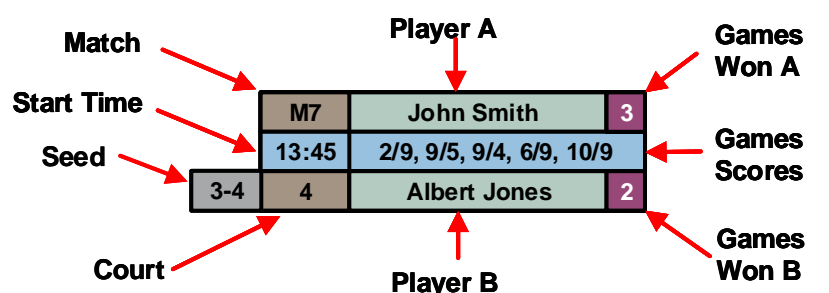 Player A
Match
Games
Won A
M7 John Smith 3
Start Time
13:45 2/9, 9/5, 9/4, 6/9, 10/9
Games
Scores
Seed
3-4 4 Albert Jones 2
Court
Player B
Games
Won B